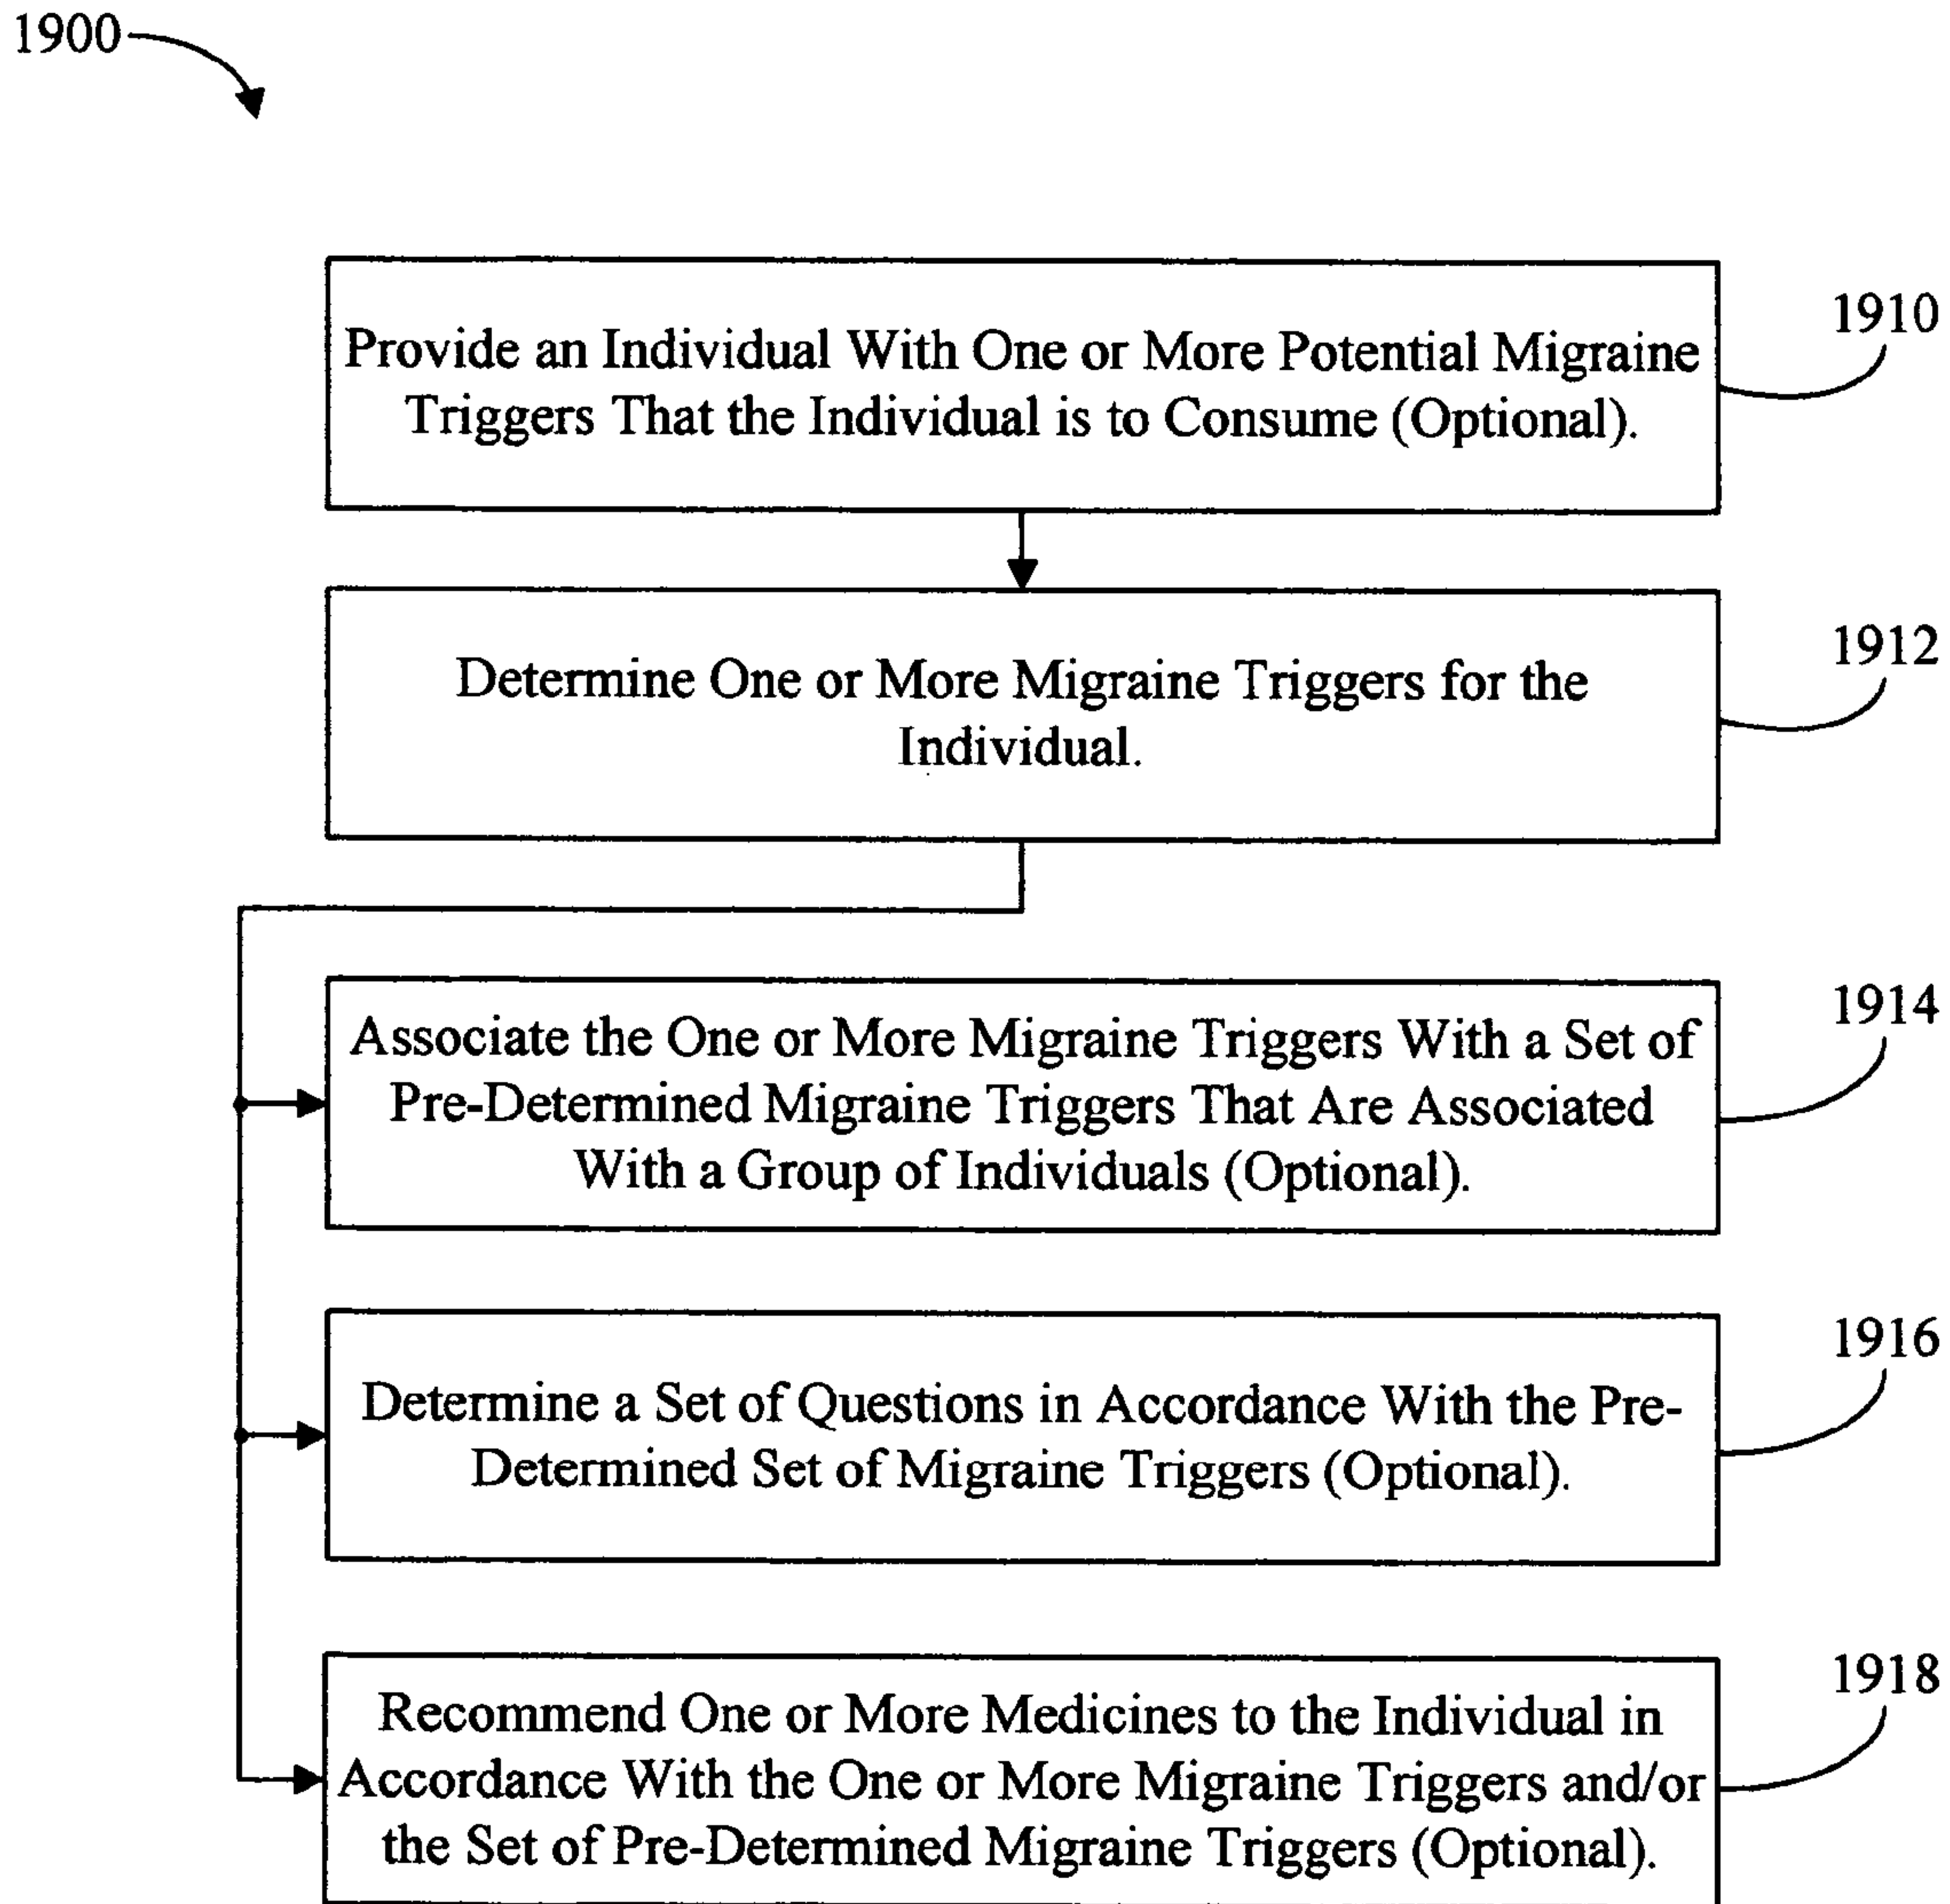 1900
Provide an Individual With One or More Potential Migraine
Triggers That the Individual is to Consume (Optional).
1910
Determine One or More Migraine Triggers for the
Individual.
1912
Associate the One or More Migraine Triggers With a Set of
Pre-Determined Migraine Triggers That Are Associated
With a Group of Individuals (Optional).
1914
Determine a Set of Questions in Accordance With the Pre-
Determined Set of Migraine Triggers (Optional).
1916
Recommend One or More Medicines to the Individual in
Accordance With the One or More Migraine Triggers and/or
the Set of Pre-Determined Migraine Triggers (Optional).
1918